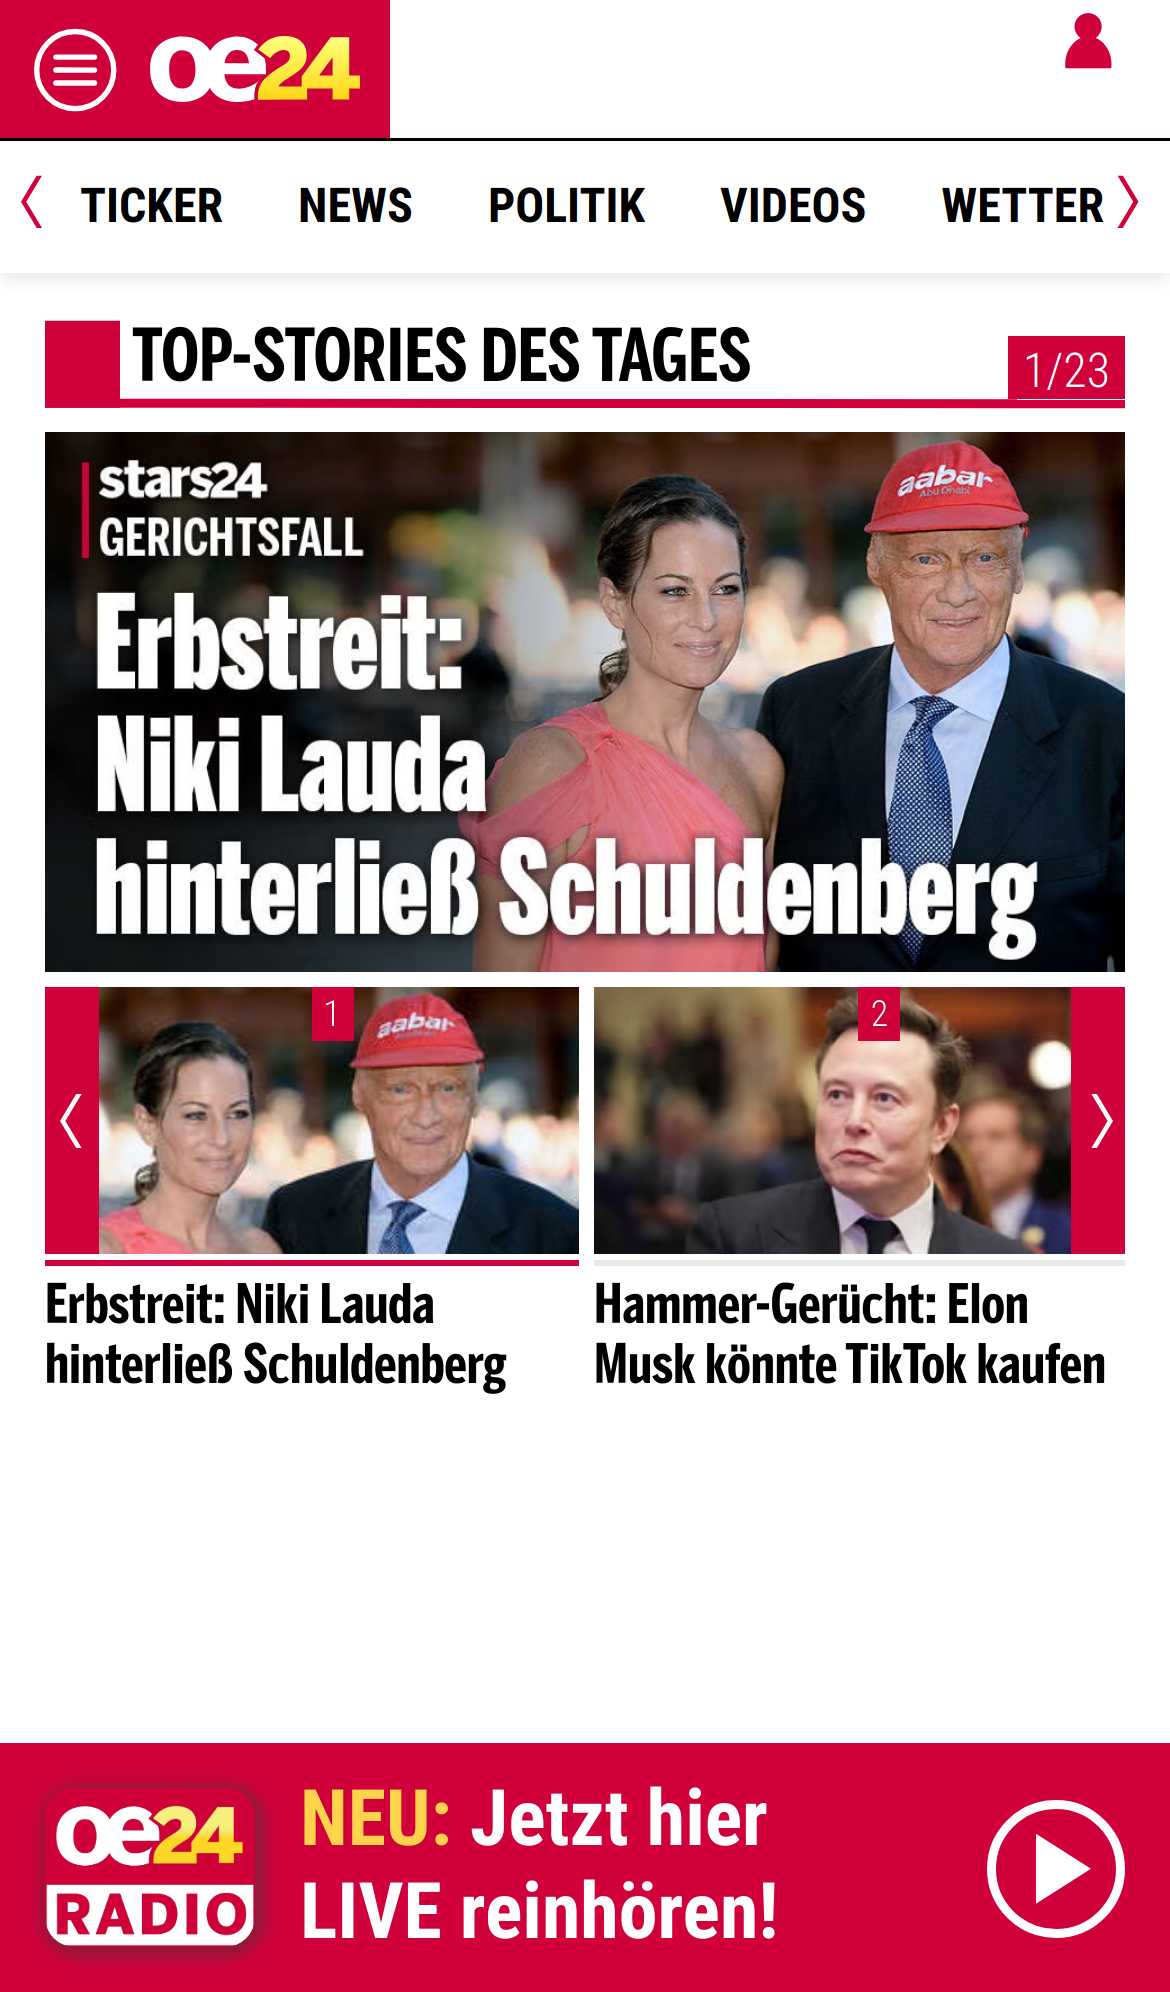 oe24
TICKER NEWS POLITIK VIDEOS WETTER
TOP-STORIES DES TAGES
1/23
stars24
GERICHTSFALL
aabar
Abu Dhabi
Erbstreit:
Niki Lauda
hinterließ Schuldenberg
1
aabar
2
Erbstreit: Niki Lauda
hinterließ Schuldenberg
Hammer-Gerücht: Elon
Musk könnte TikTok kaufen
oe24
RADIO
NEU: Jetzt hier
LIVE reinhören!